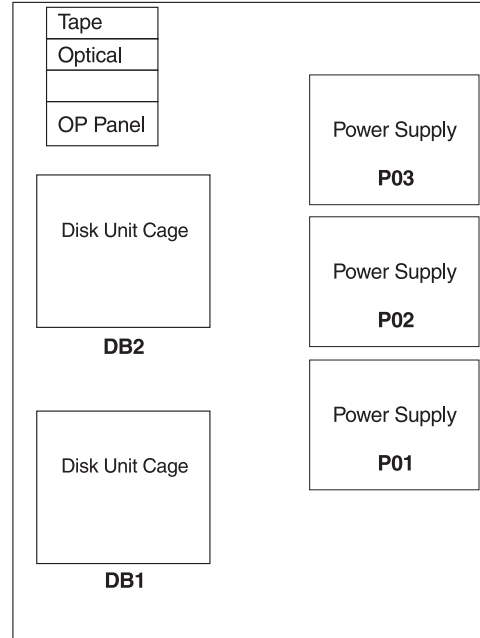 Tape
Optical
OP Panel
Disk Unit Cage
DB2
Disk Unit Cage
DB1
Power Supply
P03
Power Supply
P02
Power Supply
P01